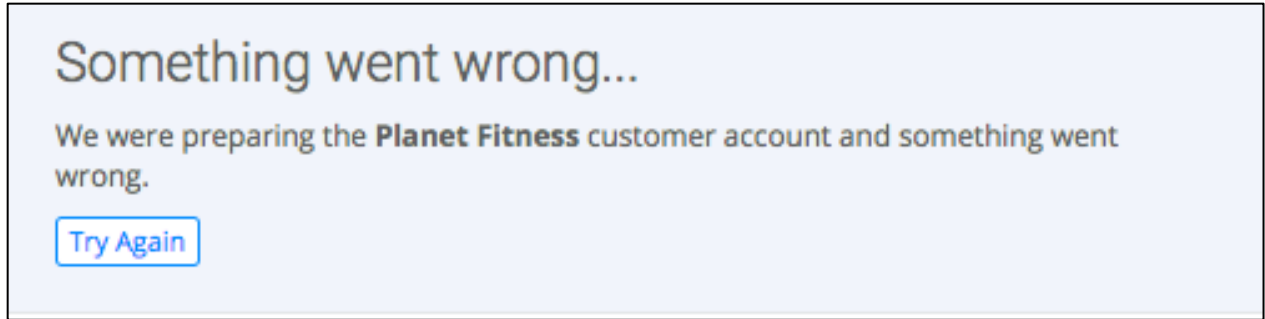 Something went wrong...
We were preparing the Planet Fitness customer account and something went
wrong.
Try Again